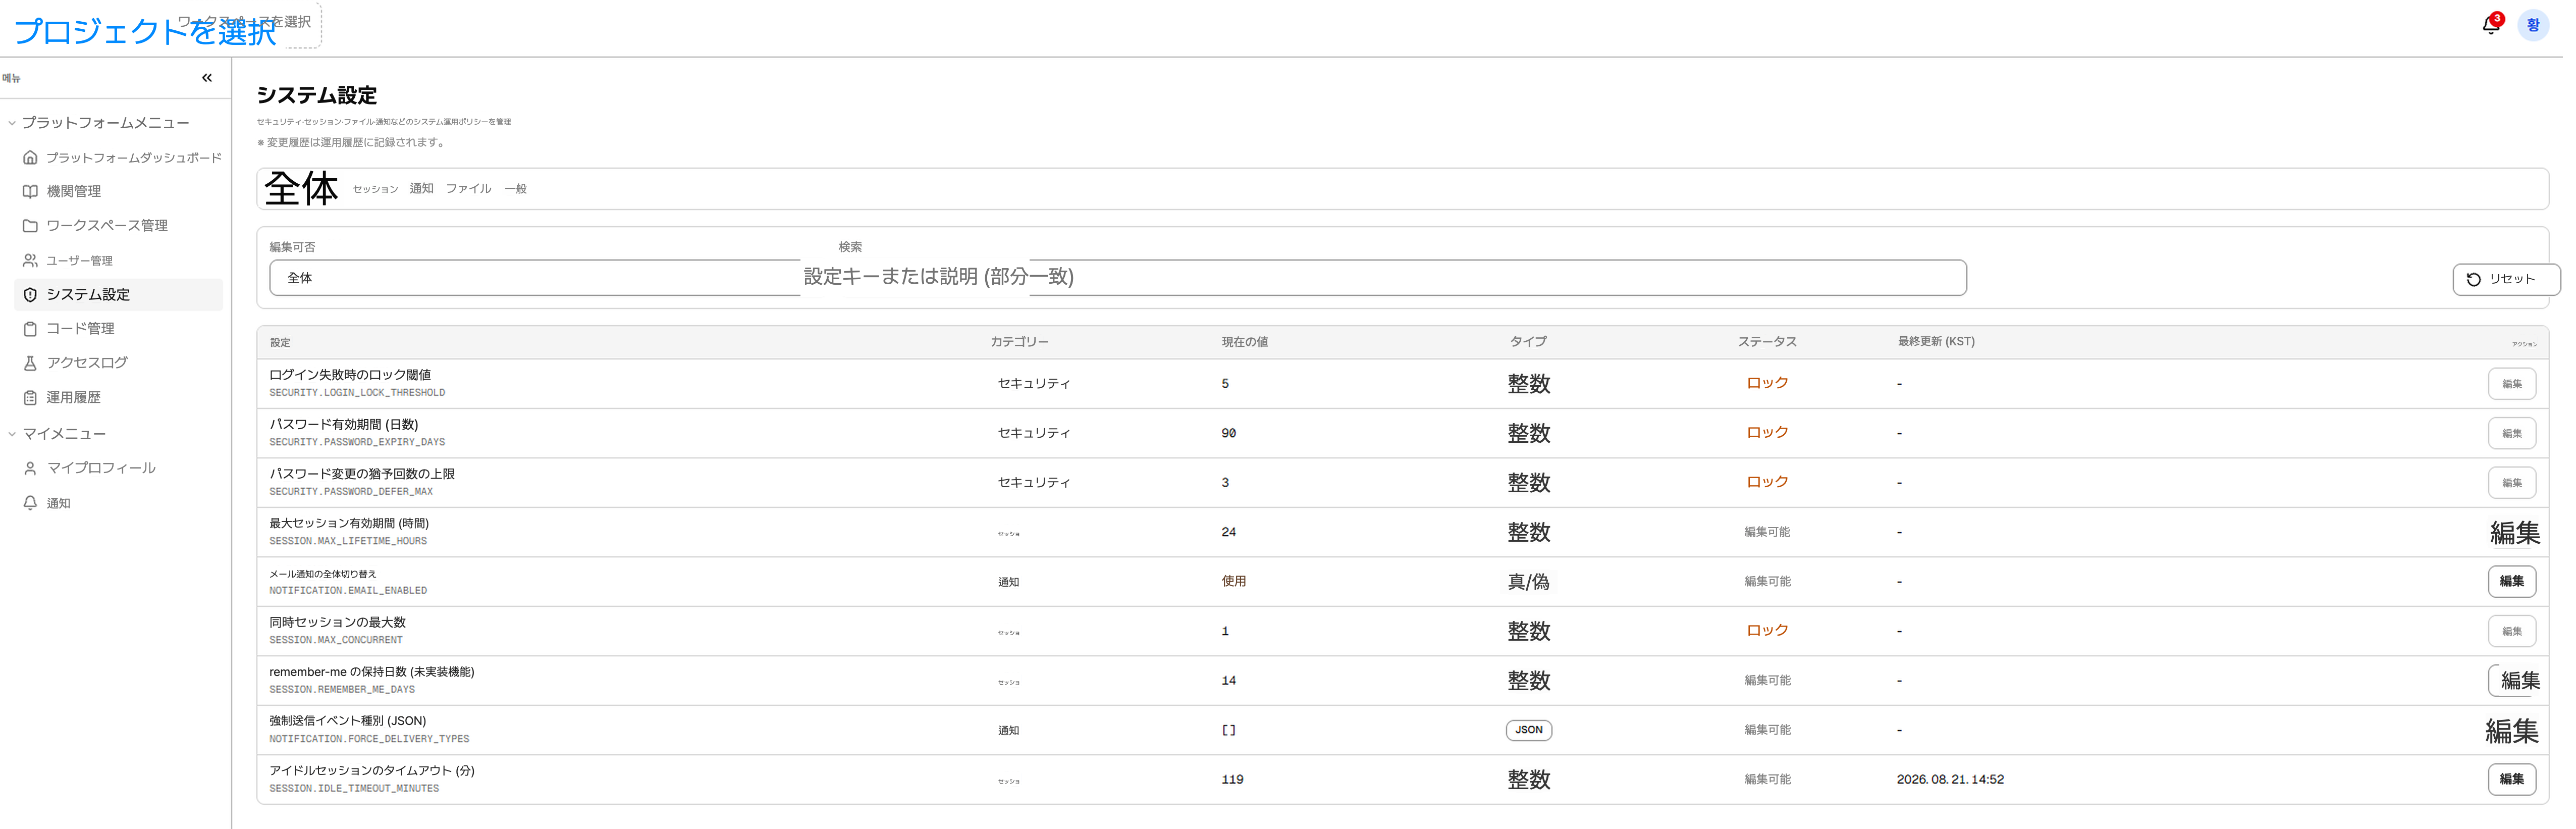 プロジェクトを選択
ワークスペースを選択
3
황
메뉴
プラットフォームメニュー
プラットフォームダッシュボード
機関管理
ワークスペース管理
ユーザー管理
システム設定
コード管理
アクセスログ
運用履歴
マイメニュー
マイプロフィール
通知
システム設定
セキュリティ·セッション·ファイル·通知などのシステム運用ポリシーを管理
※ 変更履歴は運用履歴に記録されます。
全体 セッション 通知 ファイル 一般
編集可否 検索
全体 設定キーまたは説明 (部分一致) リセット
設定 カテゴリー 現在の値 タイプ ステータス 最終更新 (KST) アクション
ログイン失敗時のロック閾値
SECURITY.LOGIN_LOCK_THRESHOLD
セキュリティ 5 整数 ロック - 編集
パスワード有効期間 (日数)
SECURITY.PASSWORD_EXPIRY_DAYS
セキュリティ 90 整数 ロック - 編集
パスワード変更の猶予回数の上限
SECURITY.PASSWORD_DEFER_MAX
セキュリティ 3 整数 ロック - 編集
最大セッション有効期間 (時間)
SESSION.MAX_LIFETIME_HOURS
セッショ 24 整数 編集可能 - 編集
メール通知の全体切り替え
NOTIFICATION.EMAIL_ENABLED
通知 使用 真/偽 編集可能 - 編集
同時セッションの最大数
SESSION.MAX_CONCURRENT
セッショ 1 整数 ロック - 編集
remember-me の保持日数 (未実装機能)
SESSION.REMEMBER_ME_DAYS
セッショ 14 整数 編集可能 - 編集
強制送信イベント種別 (JSON)
NOTIFICATION.FORCE_DELIVERY_TYPES
通知 [] JSON 編集可能 - 編集
アイドルセッションのタイムアウト (分)
SESSION.IDLE_TIMEOUT_MINUTES
セッショ 119 整数 編集可能 2026. 08. 21. 14:52 編集